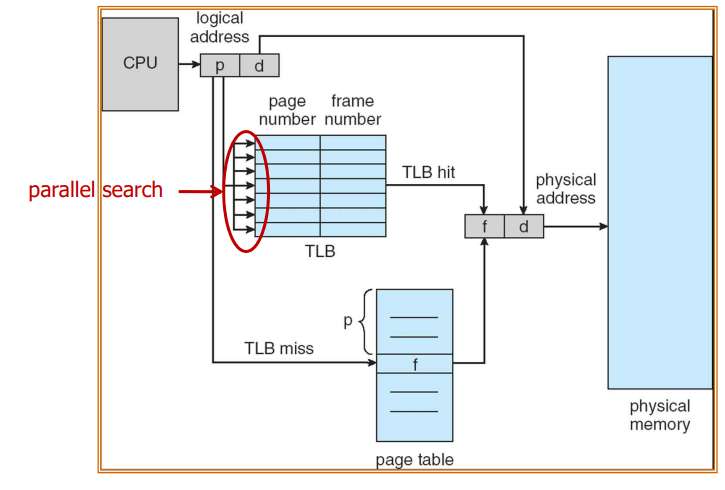 logical
address
CPU
p
d
page
number
frame
number
parallel search
TLB hit
physical
address
f
d
TLB
p
TLB miss
f
physical
memory
page table